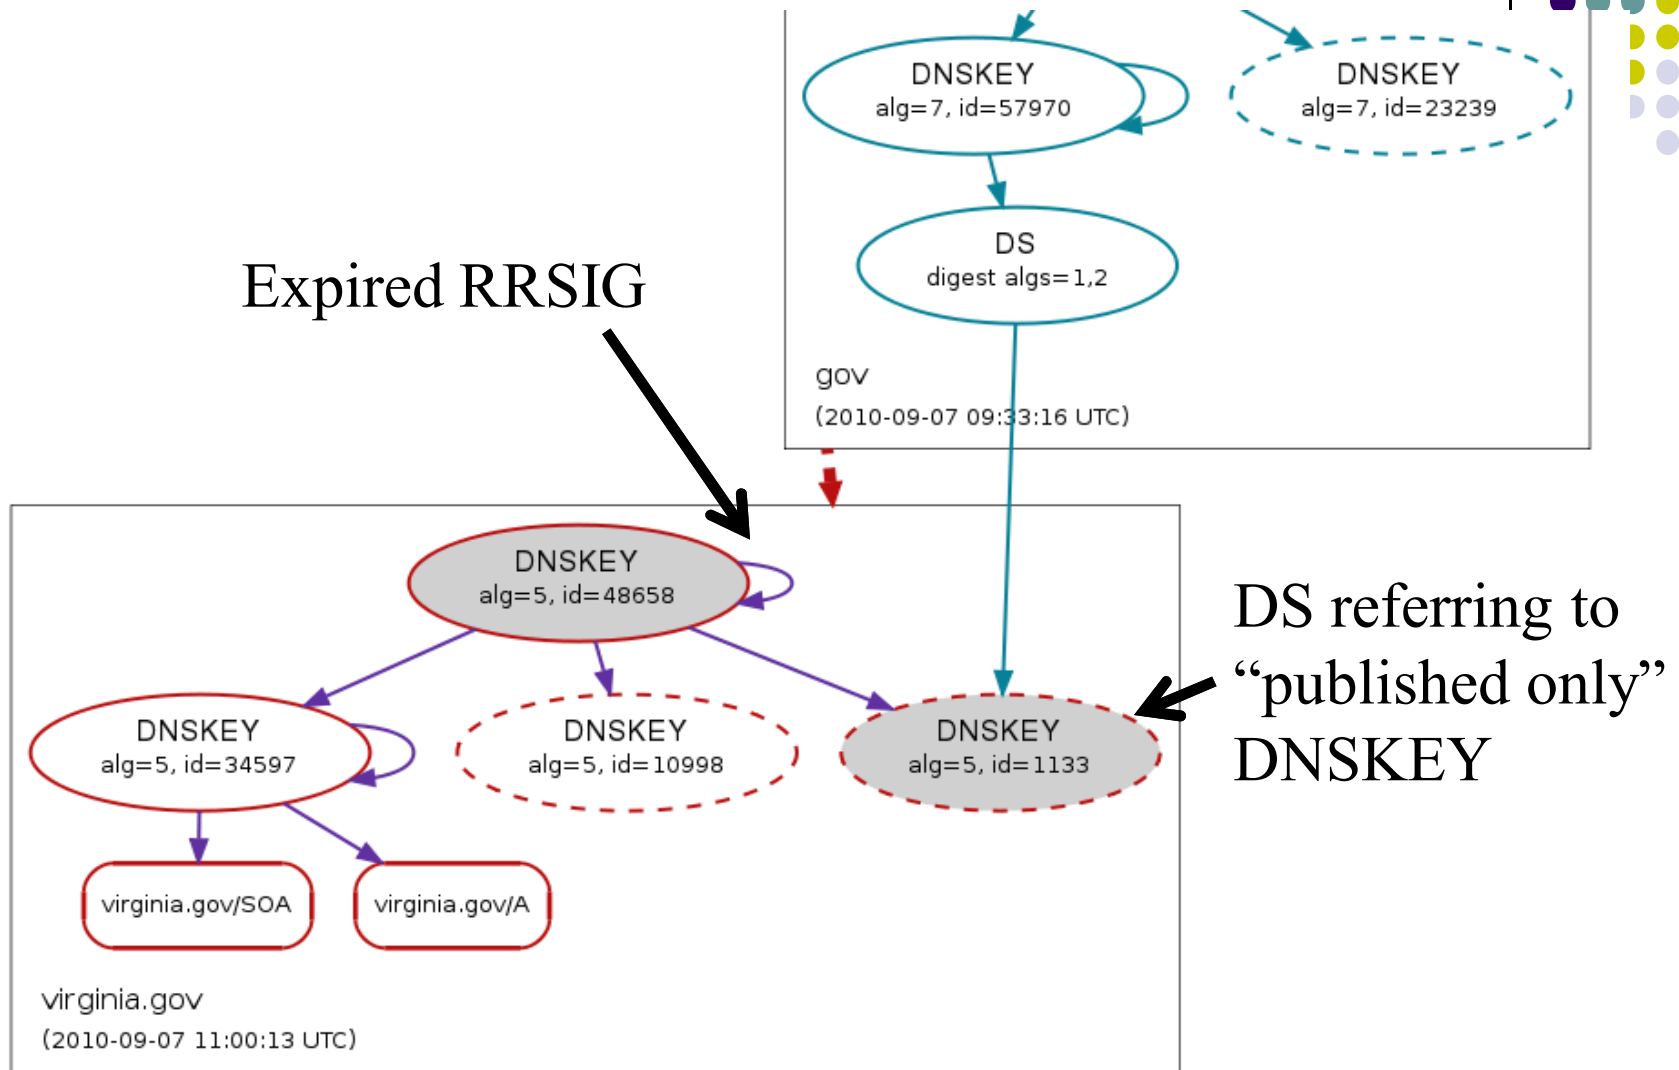 DNSKEY
alg=7, id=57970
DNSKEY
alg=7, id=23239
DS
digest algs=1,2
gov
(2010-09-07 09:33:16 UTC)
Expired RRSIG
DNSKEY
alg=5, id=48658
DNSKEY
alg=5, id=34597
DNSKEY
alg=5, id=10998
DNSKEY
alg=5, id=1133
DS referring to
“published only”
DNSKEY
virginia.gov/SOA
virginia.gov/A
virginia.gov
(2010-09-07 11:00:13 UTC)